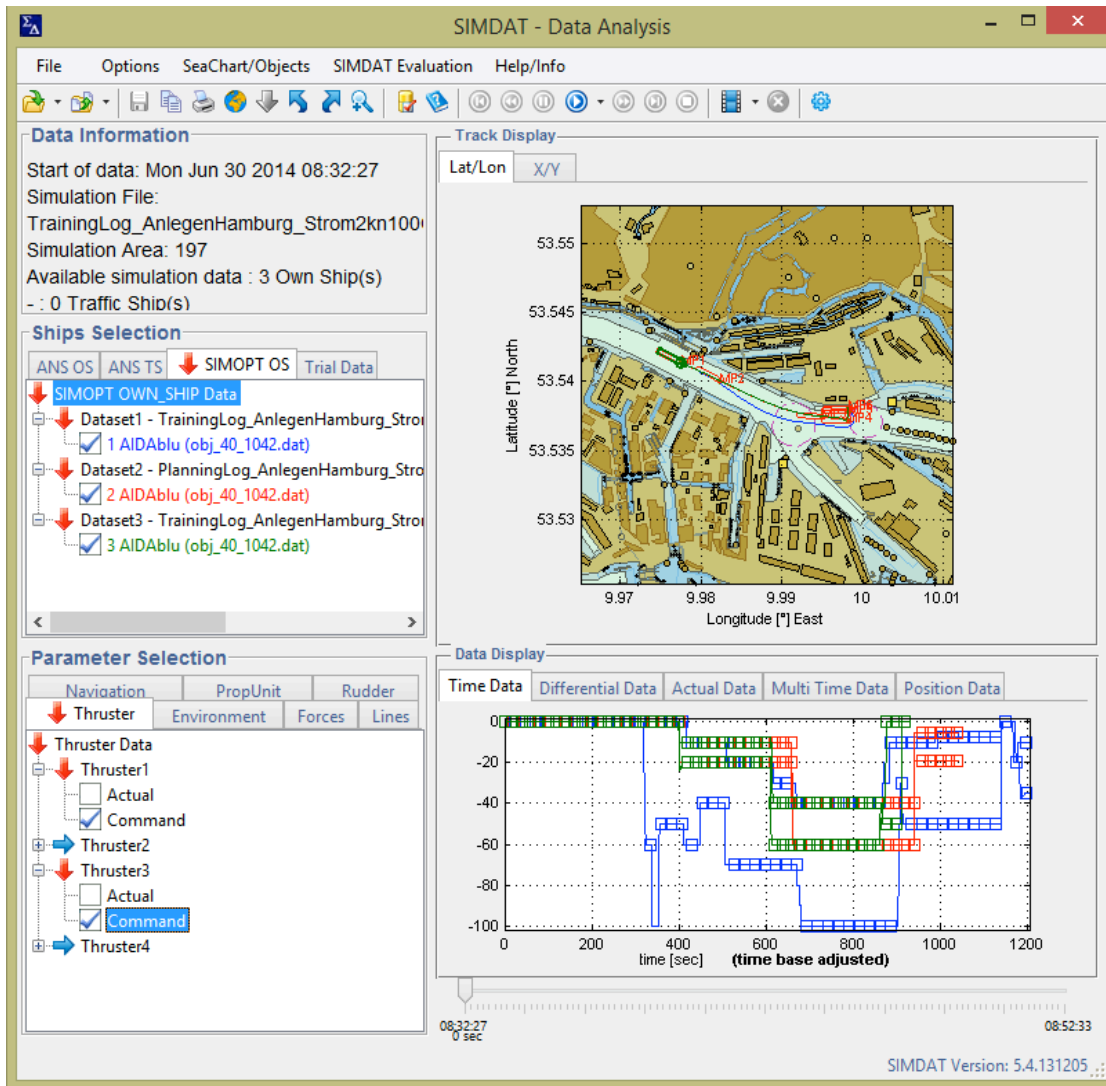 SIMDAT - Data Analysis
File Options SeaChart/Objects SIMDAT Evaluation Help/Info
Data Information
Start of data: Mon Jun 30 2014 08:32:27
Simulation File:
TrainingLog_AnlegenHamburg_Strom2kn100
Simulation Area: 197
Available simulation data : 3 Own Ship(s)
- : 0 Traffic Ship(s)
Ships Selection
ANS OS ANS TS SIMOPT OS Trial Data
SIMOPT OWN_SHIP Data
Dataset1 - TrainingLog_AnlegenHamburg_Stror
1 AIDAblu (obj_40_1042.dat)
Dataset2 - PlanningLog_AnlegenHamburg_Stro
2 AIDAblu (obj_40_1042.dat)
Dataset3 - TrainingLog_AnlegenHamburg_Stror
3 AIDAblu (obj_40_1042.dat)
Parameter Selection
Navigation PropUnit Rudder
Thruster Environment Forces Lines
Thruster Data
Thruster1
Actual
Command
Thruster2
Thruster3
Actual
Command
Thruster4
Track Display
Lat/Lon X/Y
Latitude [°] North
53.55
53.545
53.54
53.535
53.53
MP2
9.97 9.98 9.99 10 10.01
Longitude [°] East
Data Display
Time Data Differential Data Actual Data Multi Time Data Position Data
0
-20
-40
-60
-80
-100
0 200 400 600 800 1000 1200
time [sec] (time base adjusted)
08:32:27 08:52:33
0 sec
SIMDAT Version: 5.4.131205